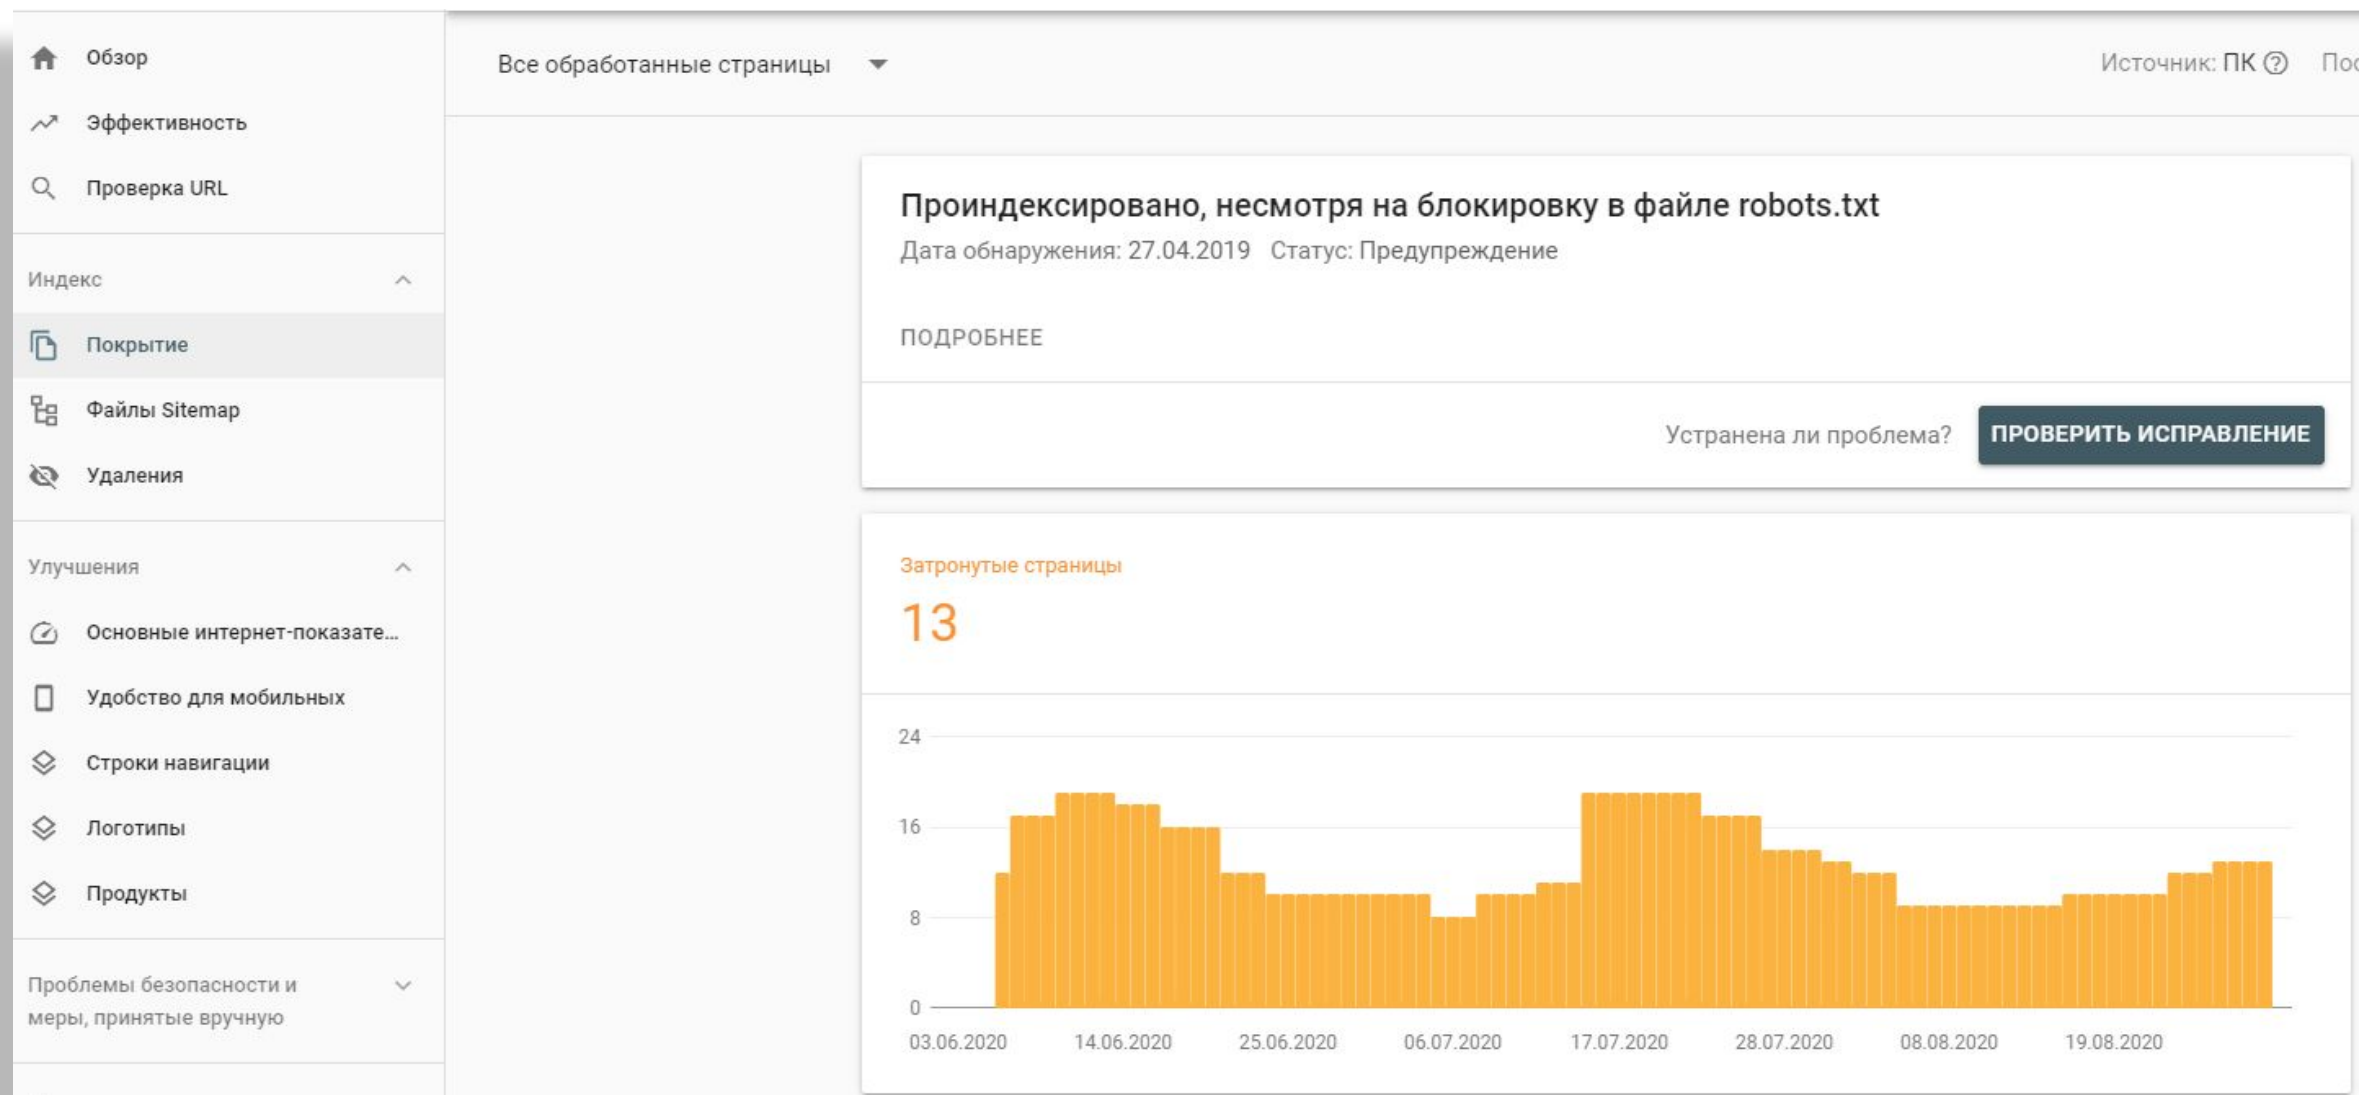 Обзор
Эффективность
Проверка URL
Индекс
Покрытие
Файлы Sitemap
Удаления
Улучшения
Основные интернет-показате...
Удобство для мобильных
Строки навигации
Логотипы
Продукты
Проблемы безопасности и
меры, принятые вручную
Все обработанные страницы
Источник: ПК
Проиндексировано, несмотря на блокировку в файле robots.txt
Дата обнаружения: 27.04.2019 Статус: Предупреждение
ПОДРОБНЕЕ
Устранена ли проблема? ПРОВЕРИТЬ ИСПРАВЛЕНИЕ
Затронутые страницы
13
24
16
8
0
03.06.2020 14.06.2020 25.06.2020 06.07.2020 17.07.2020 28.07.2020 08.08.2020 19.08.2020